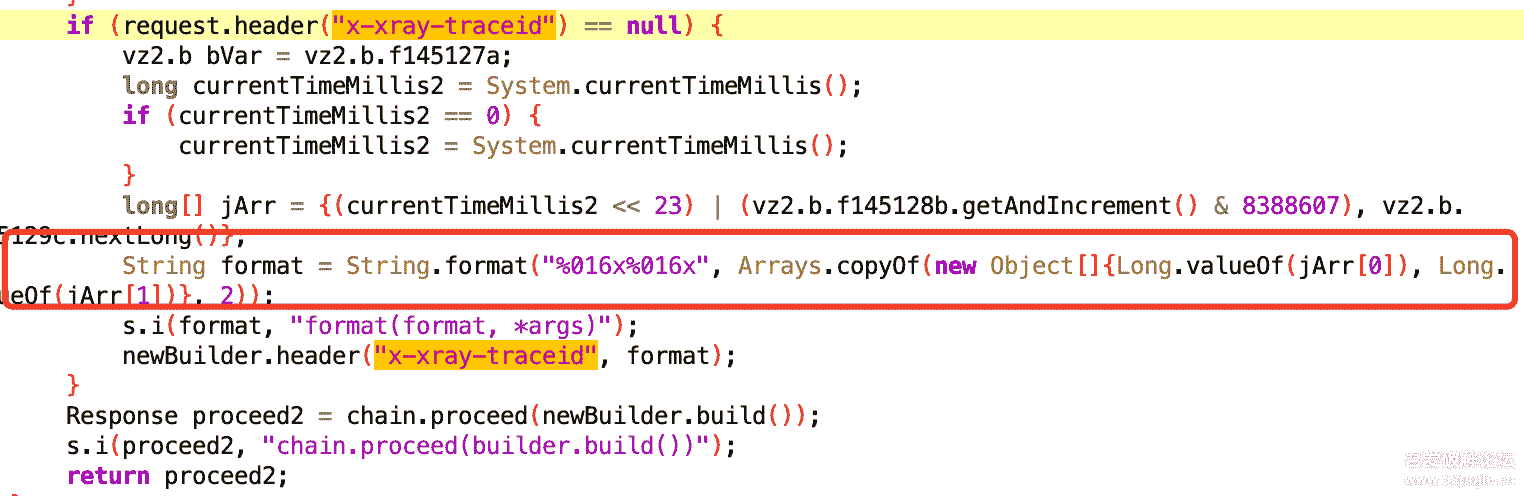 }
if (request.header("x-xray-traceid") == null) {
vz2.b bVar = vz2.b.f145127a;
long currentTimeMillis2 = System.currentTimeMillis();
if (currentTimeMillis2 == 0) {
currentTimeMillis2 = System.currentTimeMillis();
}
long[] jArr = {(currentTimeMillis2 << 23) | (vz2.b.f145128b.getAndIncrement() & 8388607), vz2.b.
5129c.nextLong()};
String format = String.format("%016x%016x", Arrays.copyOf(new Object[]{Long.valueOf(jArr[0]), Long.
ueOf(jArr[1])}, 2));
s.i(format, "format(format, *args)");
newBuilder.header("x-xray-traceid", format);
}
Response proceed2 = chain.proceed(newBuilder.build());
s.i(proceed2, "chain.proceed(builder.build())");
return proceed2;
}